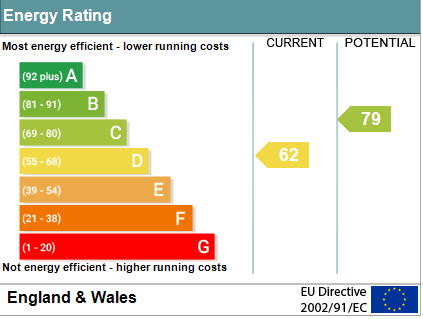 Energy Rating
Most energy efficient - lower running costs
CURRENT
POTENTIAL
(92 plus) A
(81 - 91) B
(69 - 80) C
(55 - 68) D
(39 - 54) E
(21 - 38) F
(1 - 20) G
62
79
Not energy efficient - higher running costs
England & Wales
EU Directive
2002/91/EC